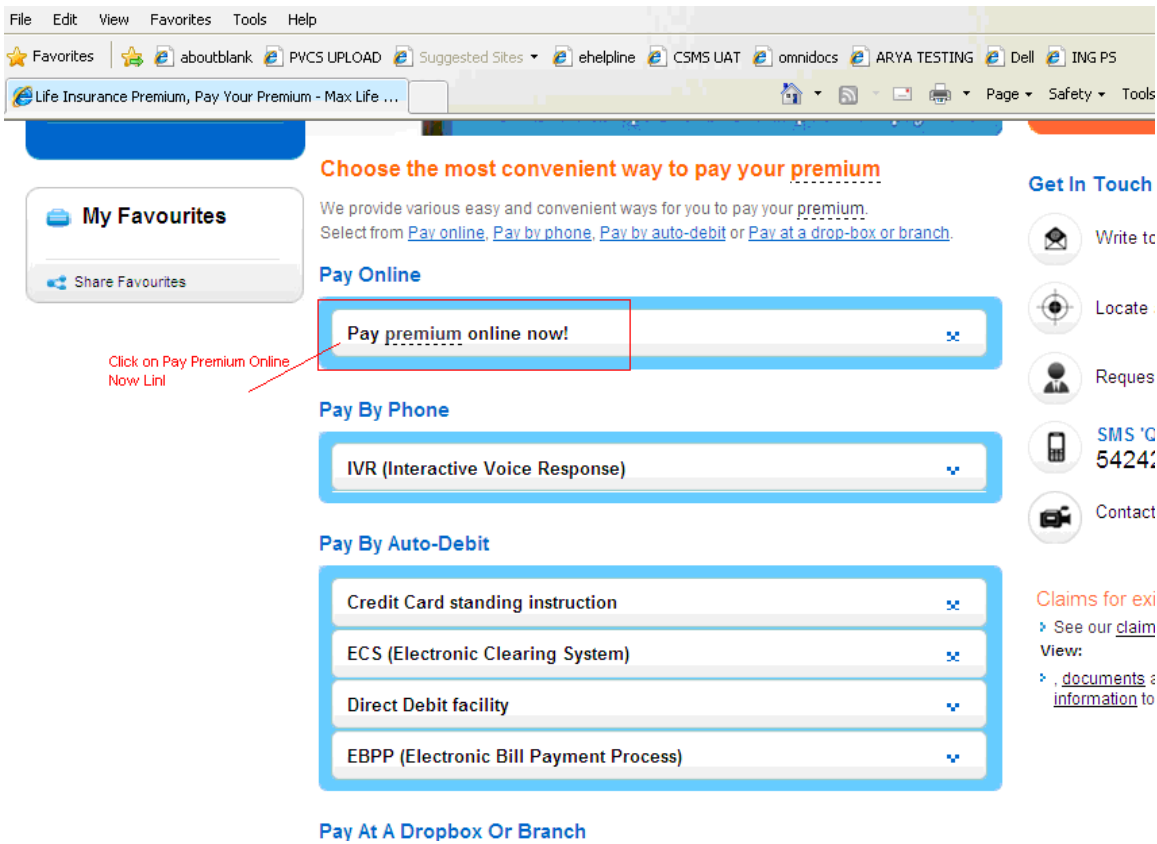 File Edit View Favorites Tools Help
Favorites aboutblank PVCS UPLOAD Suggested Sites ehelpline CSMS UAT omnidocs ARYA TESTING Dell ING PS
Life Insurance Premium, Pay Your Premium - Max Life ... Page Safety Tools
Choose the most convenient way to pay your premium
We provide various easy and convenient ways for you to pay your premium.
Select from Pay online, Pay by phone, Pay by auto-debit or Pay at a drop-box or branch.
My Favourites
Share Favourites
Pay Online
Pay premium online now!
Click on Pay Premium Online
Now Linl
Pay By Phone
IVR (Interactive Voice Response)
Pay By Auto-Debit
Credit Card standing instruction
ECS (Electronic Clearing System)
Direct Debit facility
EBPP (Electronic Bill Payment Process)
Pay At A Dropbox Or Branch
Get In Touch
Write to
Locate
Reques
SMS 'Q
54242
Contact
Claims for exi
See our claim
View:
, documents a
information to